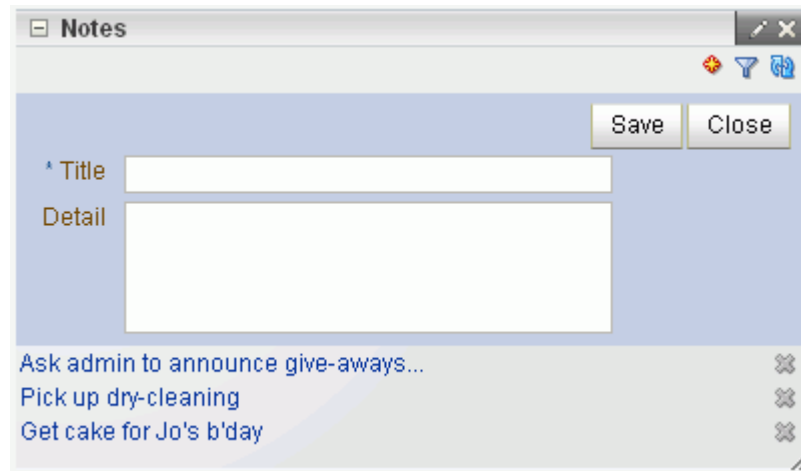 Notes
Save Close
* Title
Detail
Ask admin to announce give-aways...
Pick up dry-cleaning
Get cake for Jo's b'day